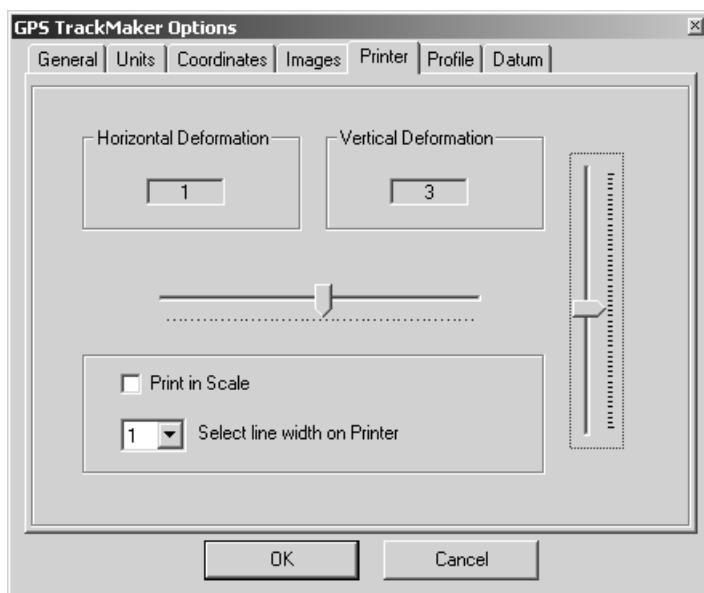 GPS TrackMaker Options
General Units Coordinates Images Printer Profile Datum
Horizontal Deformation Vertical Deformation
1 3
Print in Scale
1 Select line width on Printer
OK Cancel